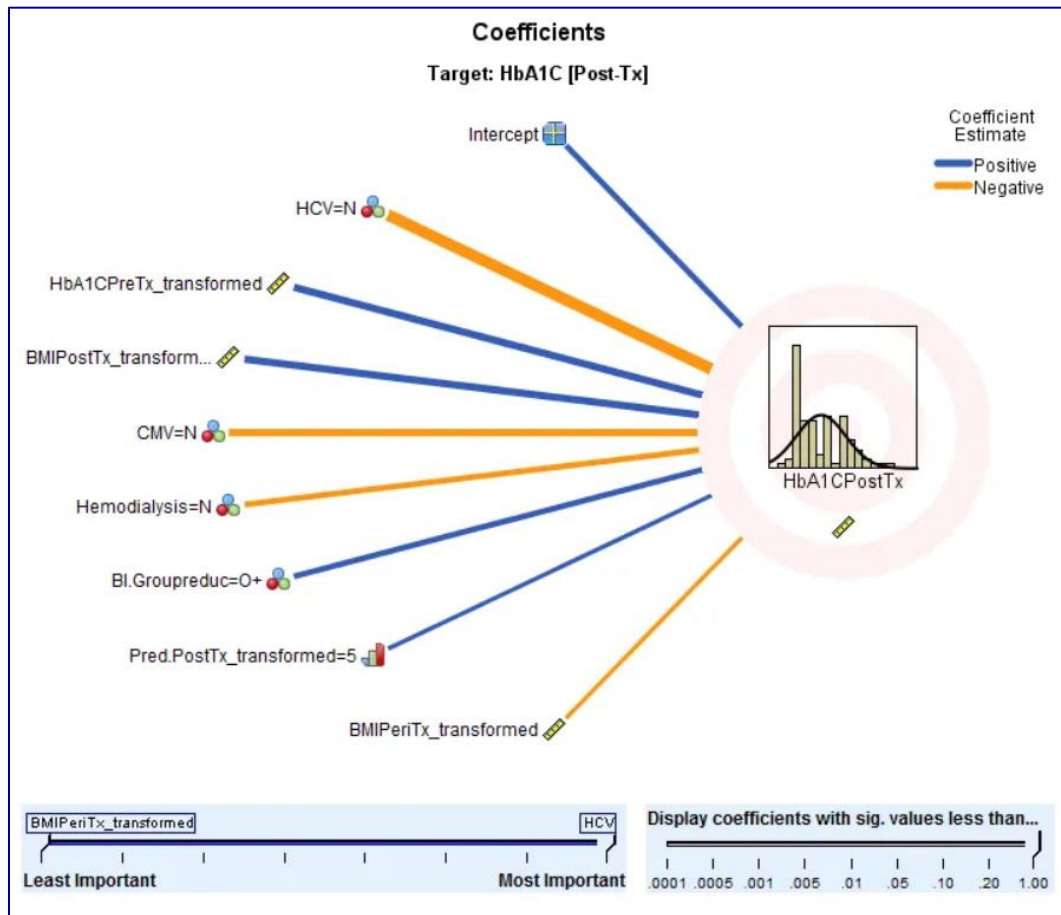 Coefficients
Target: HbA1C [Post-Tx]
Coefficient
Estimate
Positive
Negative
Intercept
HCV=N
HbA1CPreTx_transformed
BMIPostTx_transform...
CMV=N
Hemodialysis=N
Bl.Groupreduc=O+
Pred.PostTx_transformed=5
BMIPeriTx_transformed
HbA1CPostTx
BMIPeriTx_transformed HCV
Least Important Most Important
Display coefficients with sig. values less than...
.0001 .0005 .001 .005 .01 .05 .10 .20 1.00